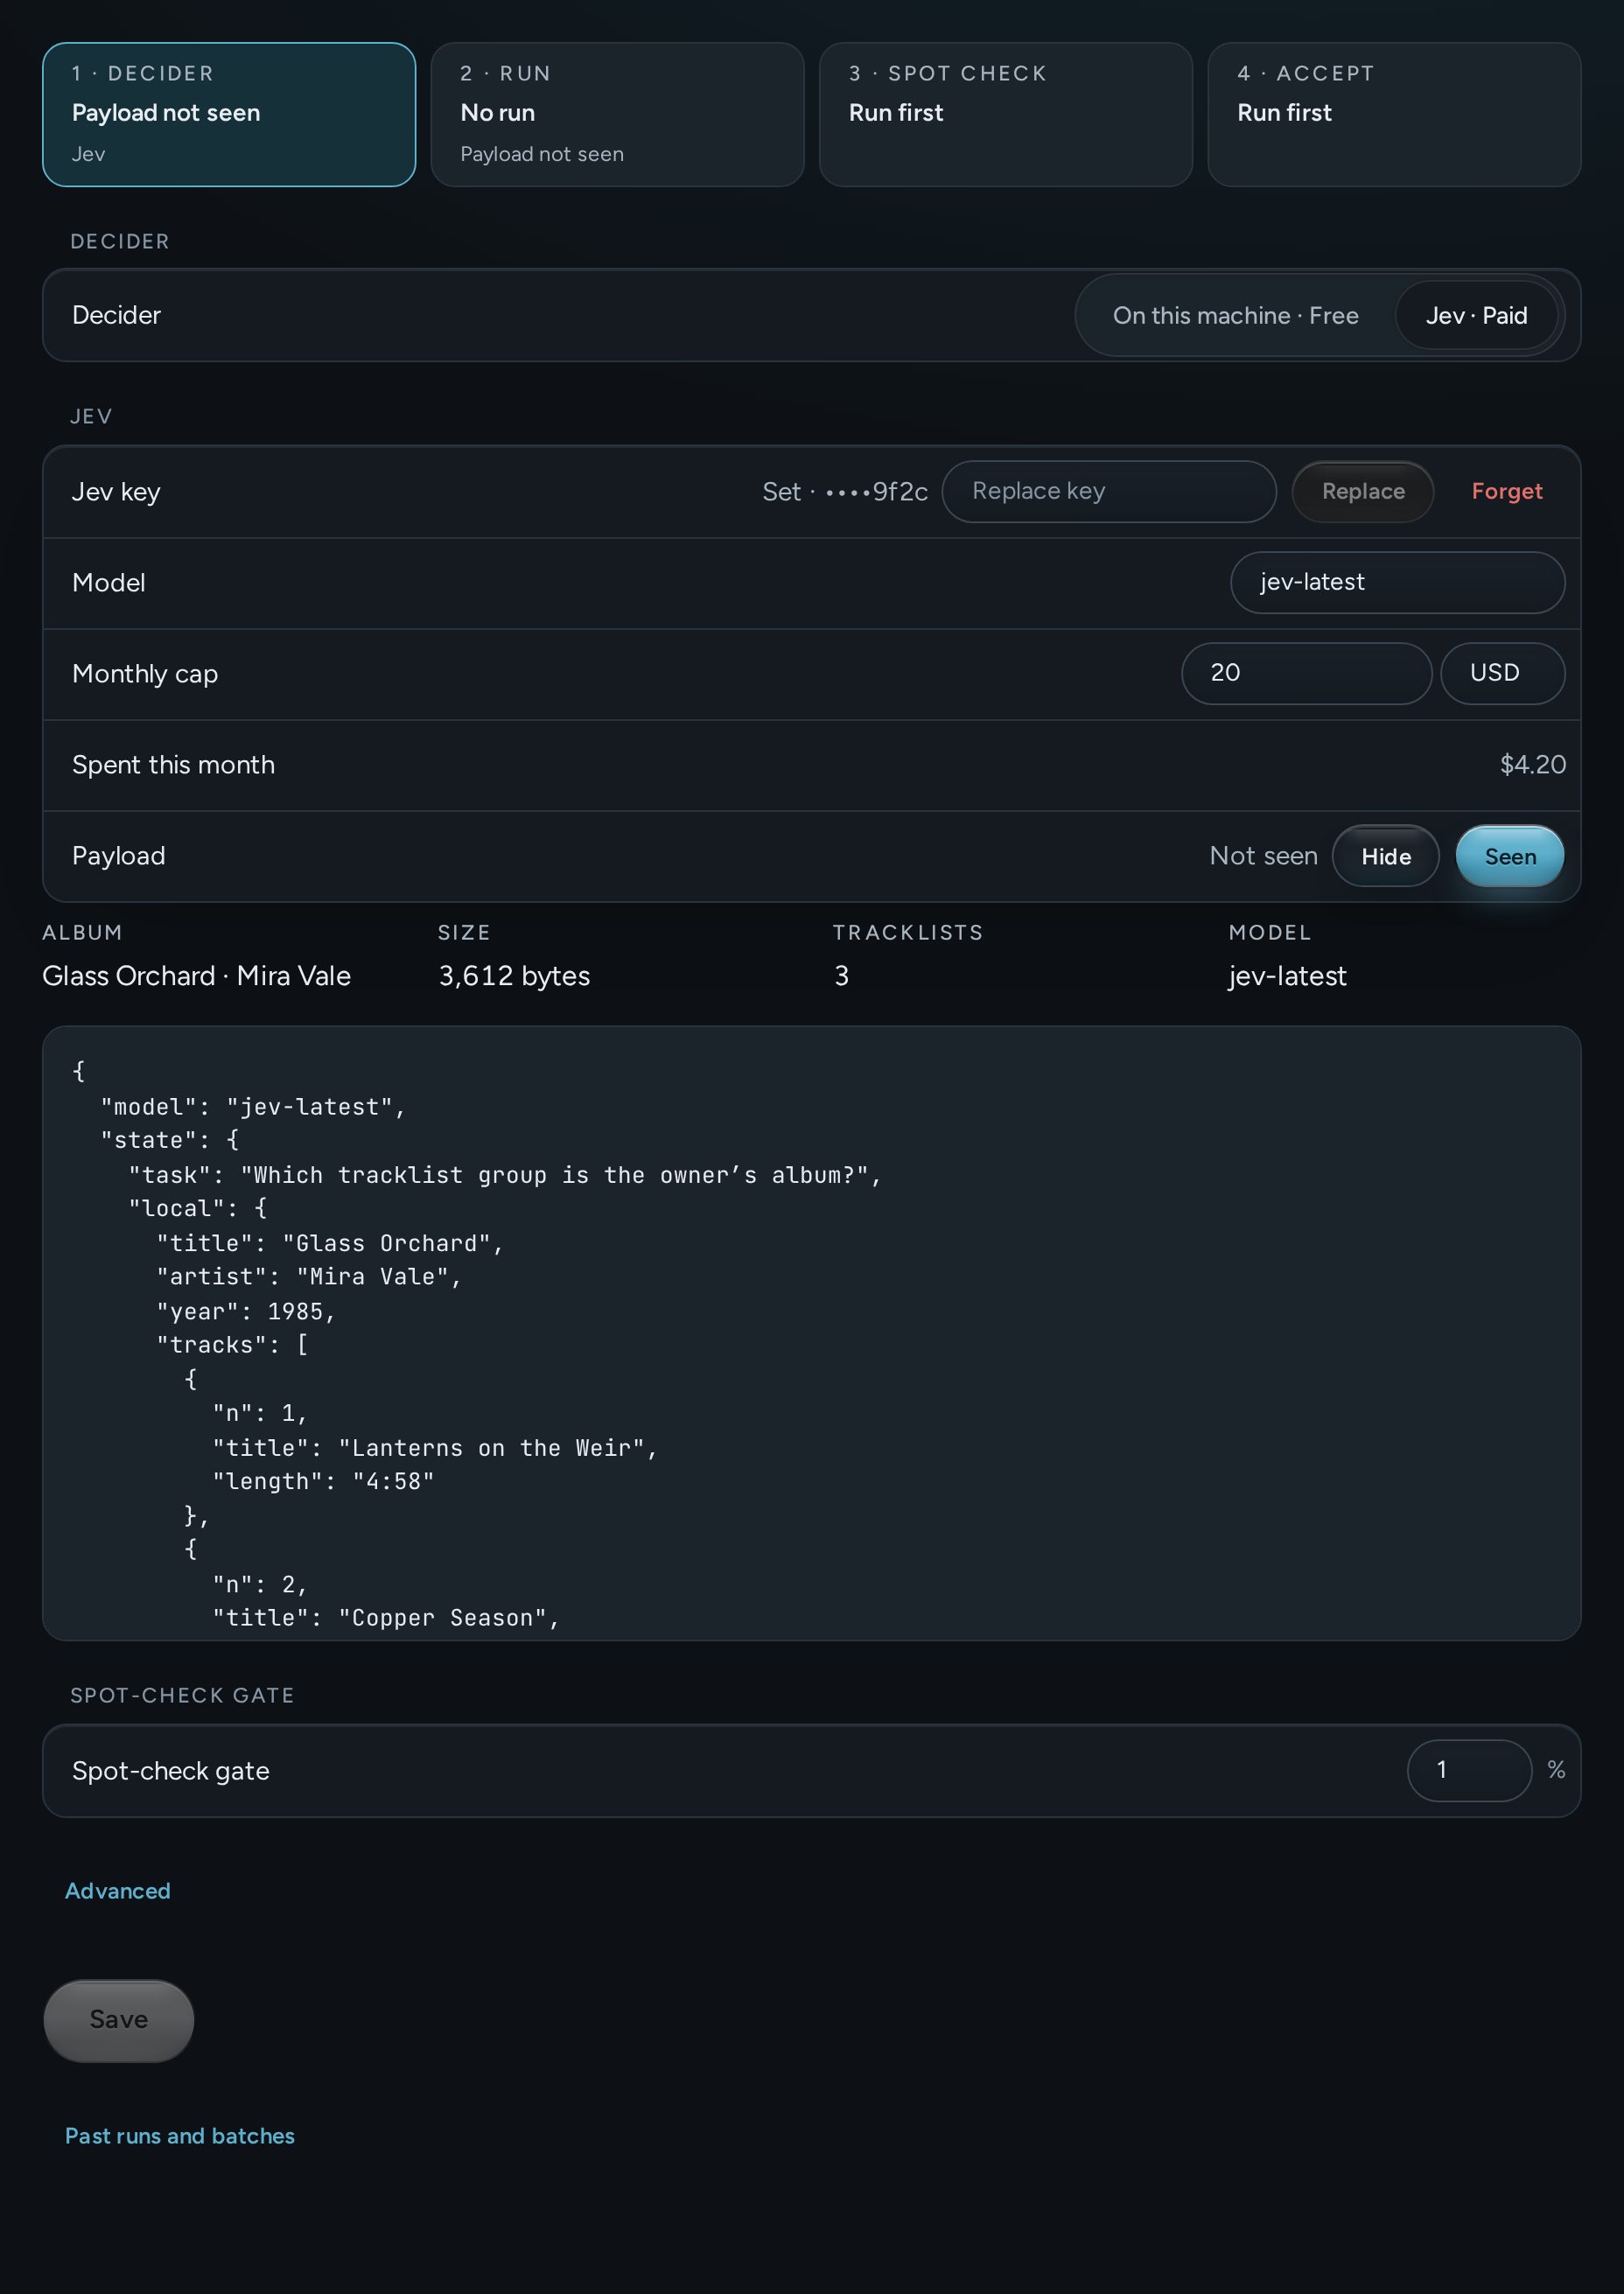 1 · DECIDER
Payload not seen
Jev
2 · RUN
No run
Payload not seen
3 · SPOT CHECK
Run first
4 · ACCEPT
Run first
DECIDER
Decider
On this machine · Free
Jev · Paid
JEV
Jev key
Set · ••••9f2c
Replace key
Replace
Forget
Model
jev-latest
Monthly cap
20
USD
Spent this month
$4.20
Payload
Not seen
Hide
Seen
ALBUM
Glass Orchard · Mira Vale
SIZE
3,612 bytes
TRACKLISTS
3
MODEL
jev-latest
{
  "model": "jev-latest",
  "state": {
    "task": "Which tracklist group is the owner’s album?",
    "local": {
      "title": "Glass Orchard",
      "artist": "Mira Vale",
      "year": 1985,
      "tracks": [
        {
          "n": 1,
          "title": "Lanterns on the Weir",
          "length": "4:58"
        },
        {
          "n": 2,
          "title": "Copper Season",
SPOT-CHECK GATE
Spot-check gate
1
%
Advanced
Save
Past runs and batches